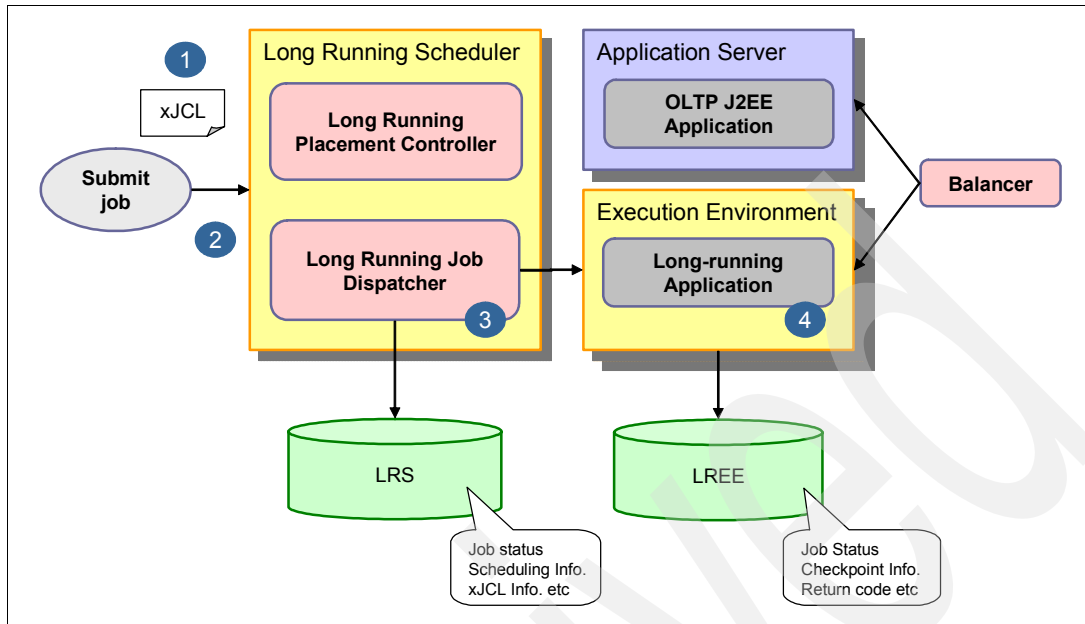 1
xJCL
Submit
job
2
Long Running Scheduler
Long Running
Placement Controller
Long Running Job
Dispatcher
3
Application Server
OLTP J2EE
Application
Execution Environment
Long-running
Application
4
Balancer
LRS
Job status
Scheduling Info.
xJCL Info. etc
LREE
Job Status
Checkpoint Info.
Return code etc